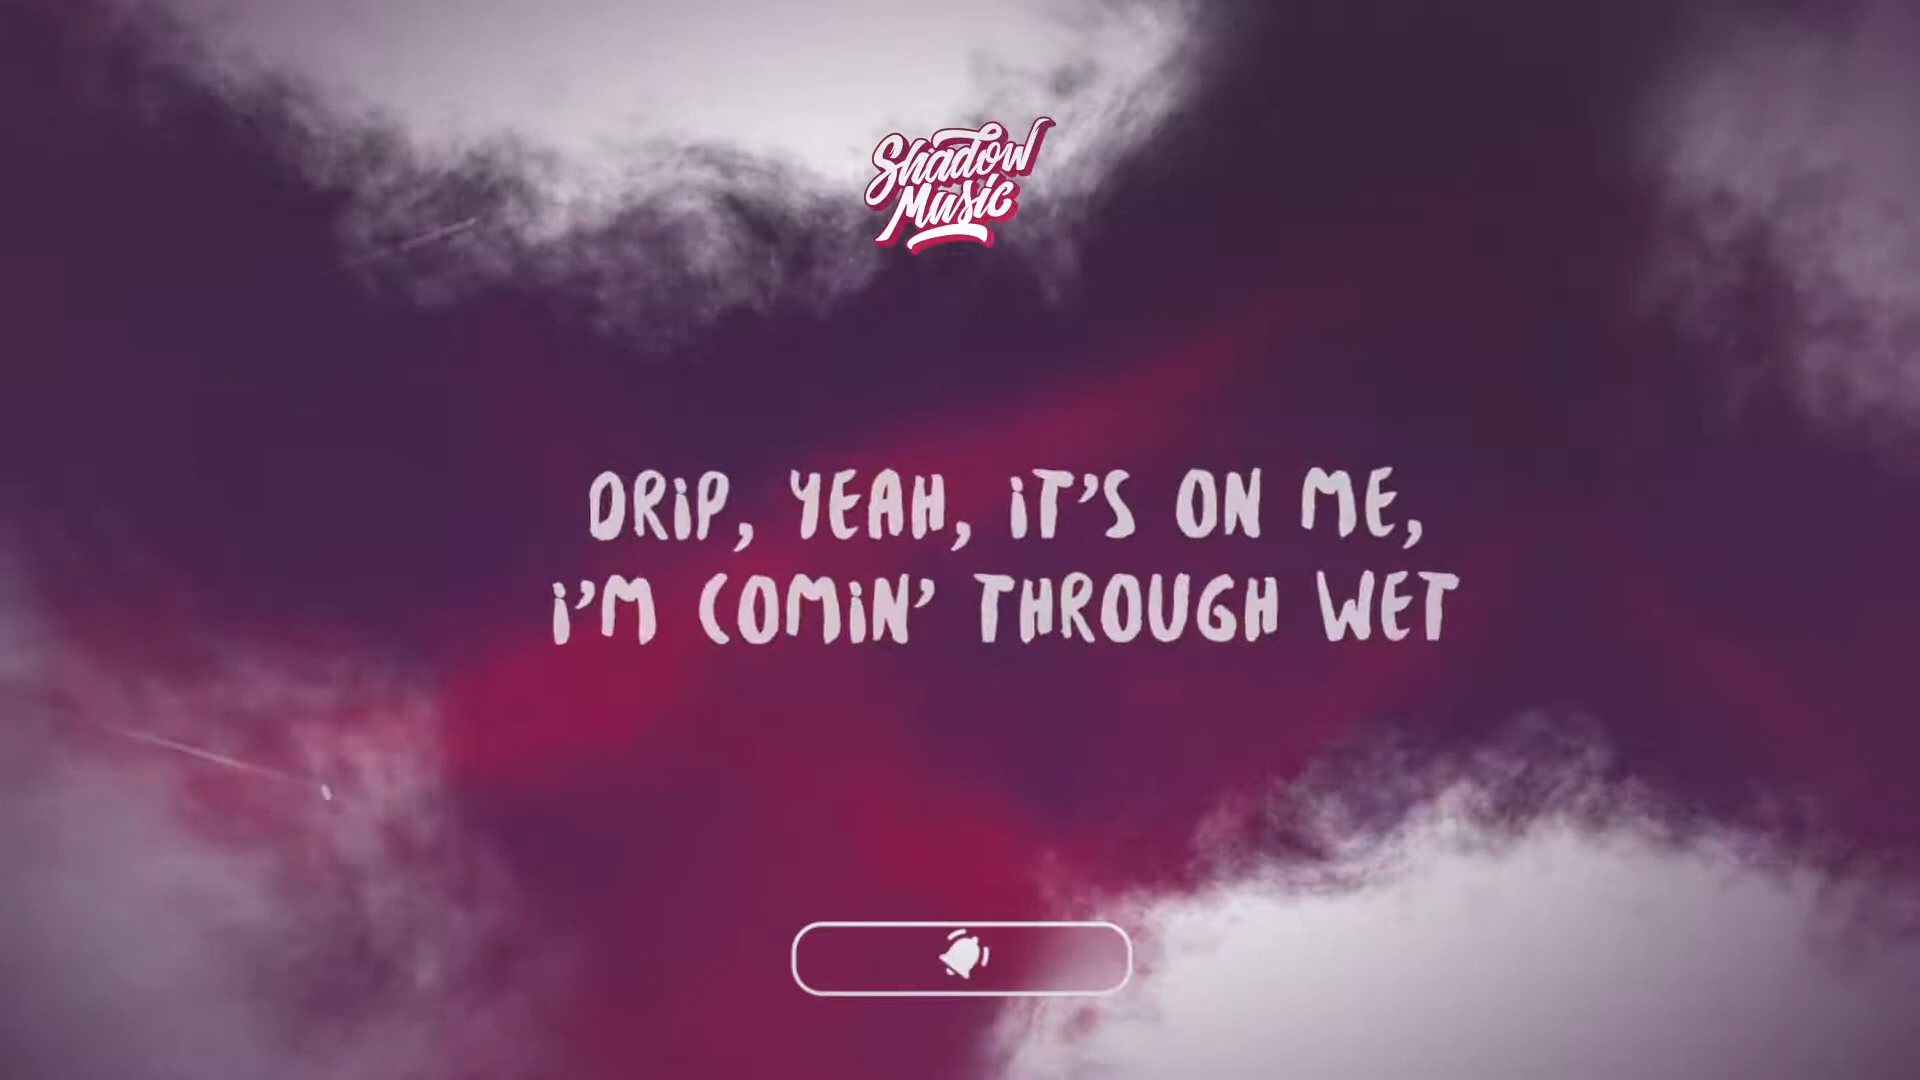 Shadow
Music
DRiP, YEAH, iT'S ON ME,
i'M COMiN' THROUGH WET